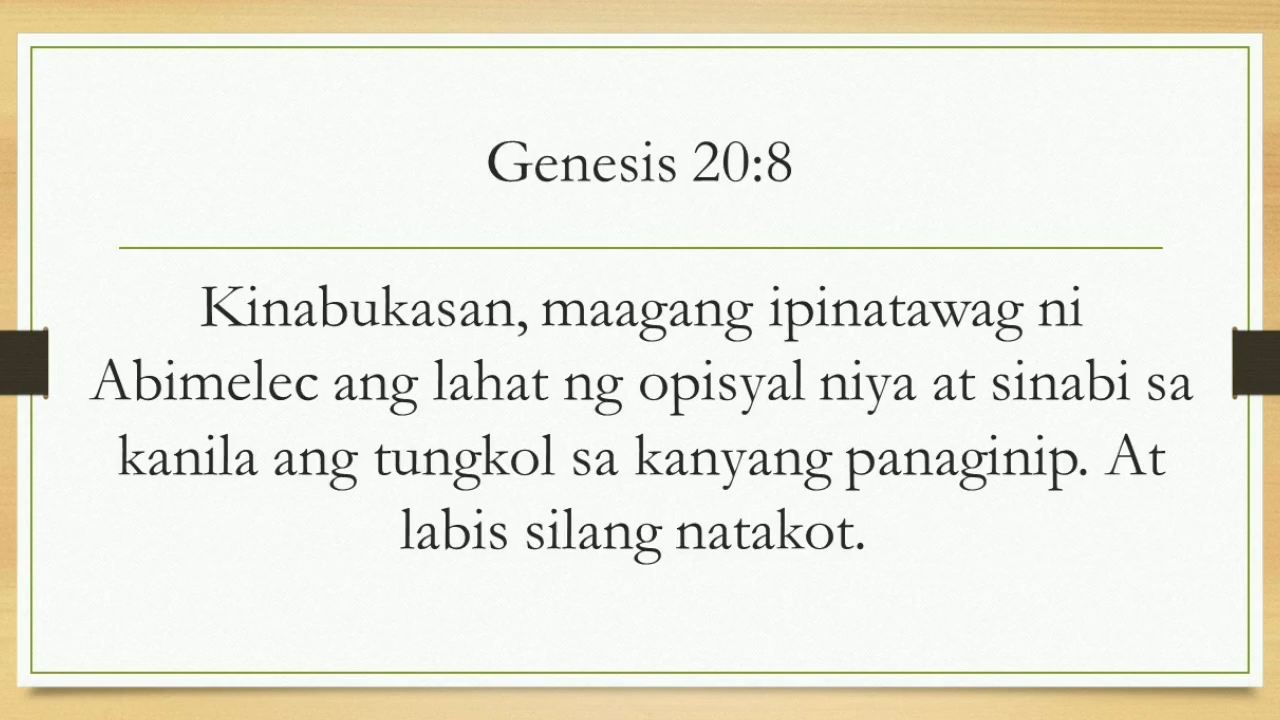 Genesis 20:8
Kinabukasan, maagang ipinatawag ni
Abimelec ang lahat ng opisyal niya at sinabi sa
kanila ang tungkol sa kanyang panaginip. At
labis silang natakot.